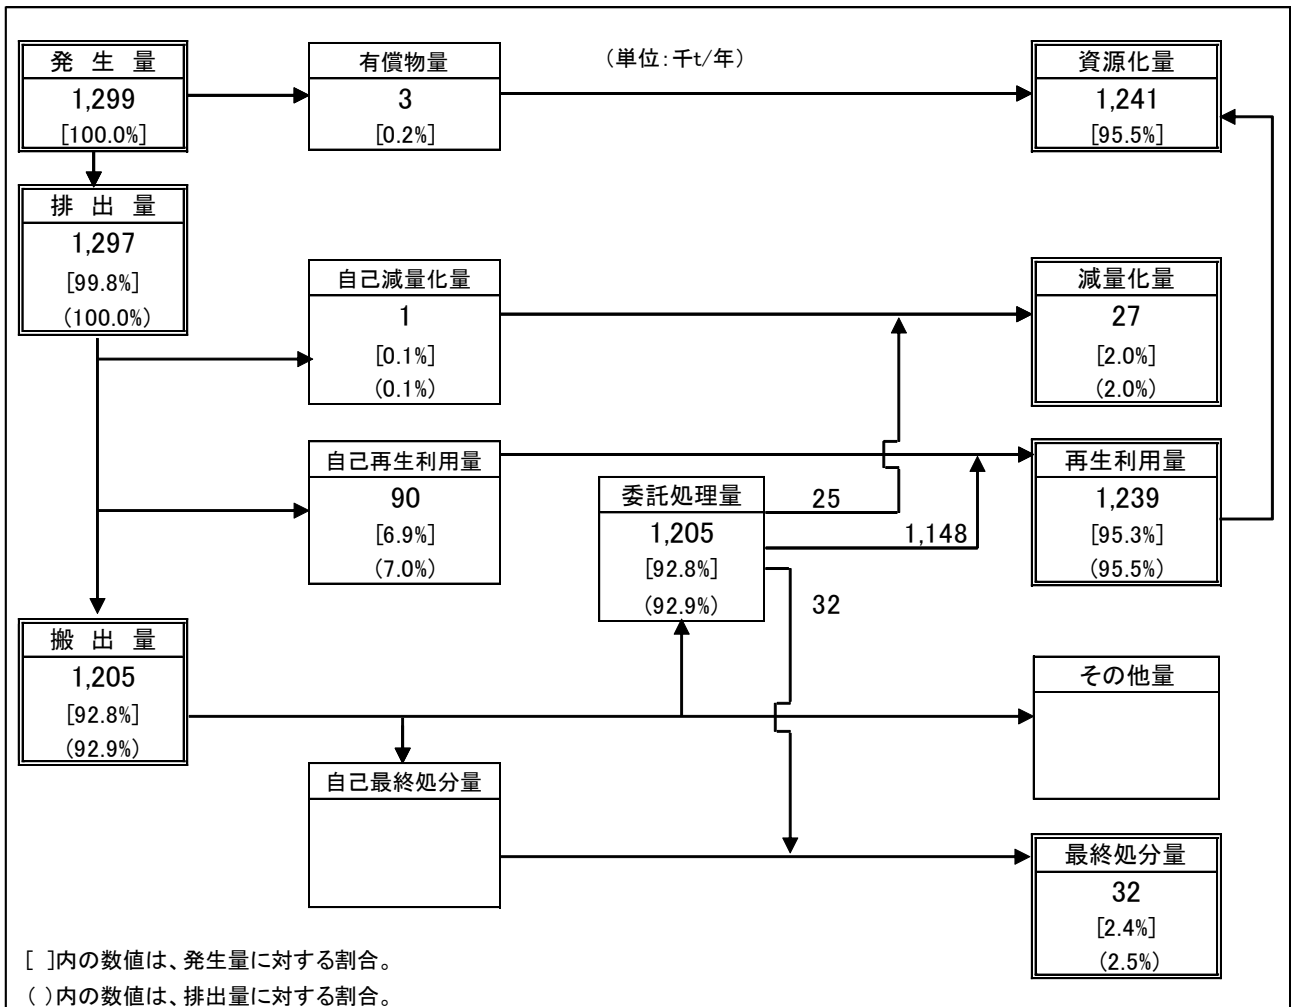 発生量
1,299
[100.0%]
有償物量
3
[0.2%]
(単位:千t/年)
資源化量
1,241
[95.5%]
排出量
1,297
[99.8%]
(100.0%)
自己減量化量
1
[0.1%]
(0.1%)
減量化量
27
[2.0%]
(2.0%)
自己再生利用量
90
[6.9%]
(7.0%)
委託処理量
1,205
[92.8%]
(92.9%)
25
1,148
32
再生利用量
1,239
[95.3%]
(95.5%)
搬出量
1,205
[92.8%]
(92.9%)
その他量
自己最終処分量
最終処分量
32
[2.4%]
(2.5%)
[ ]内の数値は、発生量に対する割合。
( )内の数値は、排出量に対する割合。